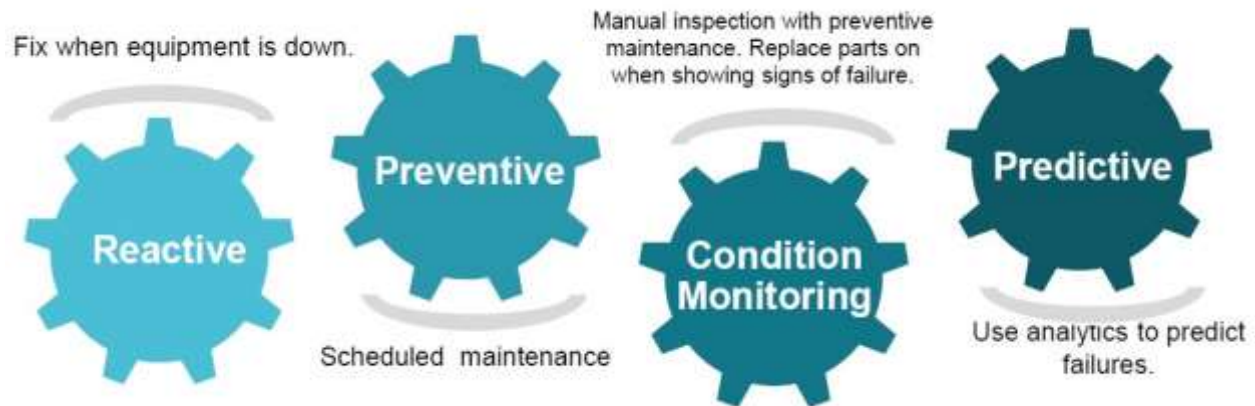 Fix when equipment is down.
Reactive
Preventive
Scheduled maintenance
Manual inspection with preventive
maintenance. Replace parts on
when showing signs of failure.
Condition
Monitoring
Predictive
Use analytics to predict
failures.